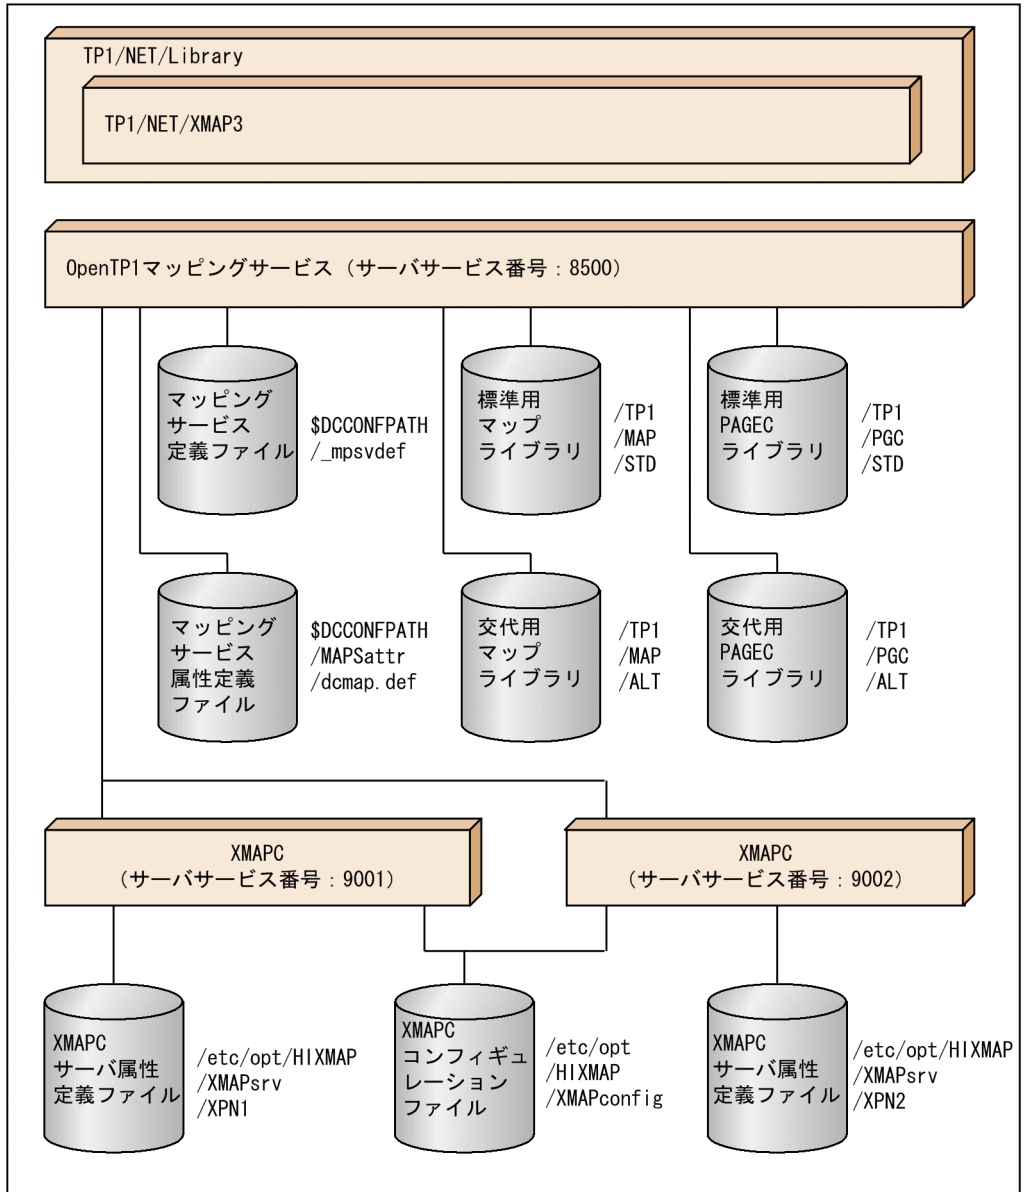 TP1/NET/Library
TP1/NET/XMAP3
OpenTP1マッピングサービス（サーバサービス番号：8500）
マッピング
サービス
定義ファイル
$DCCONFPATH
/_mpsvdef
標準用
マップ
ライブラリ
/TP1
/MAP
/STD
標準用
PAGEC
ライブラリ
/TP1
/PGC
/STD
マッピング
サービス
属性定義
ファイル
$DCCONFPATH
/MAPSattr
/dcmap.def
交代用
マップ
ライブラリ
/TP1
/MAP
/ALT
交代用
PAGEC
ライブラリ
/TP1
/PGC
/ALT
XMAPC
（サーバサービス番号：9001）
XMAPC
（サーバサービス番号：9002）
XMAPC
サーバ属性
定義ファイル
/etc/opt/HIXMAP
/XMAPsrv
/XPN1
XMAPC
コンフィギュ
レーション
ファイル
/etc/opt
/HIXMAP
/XMAPconfig
XMAPC
サーバ属性
定義ファイル
/etc/opt/HIXMAP
/XMAPsrv
/XPN2